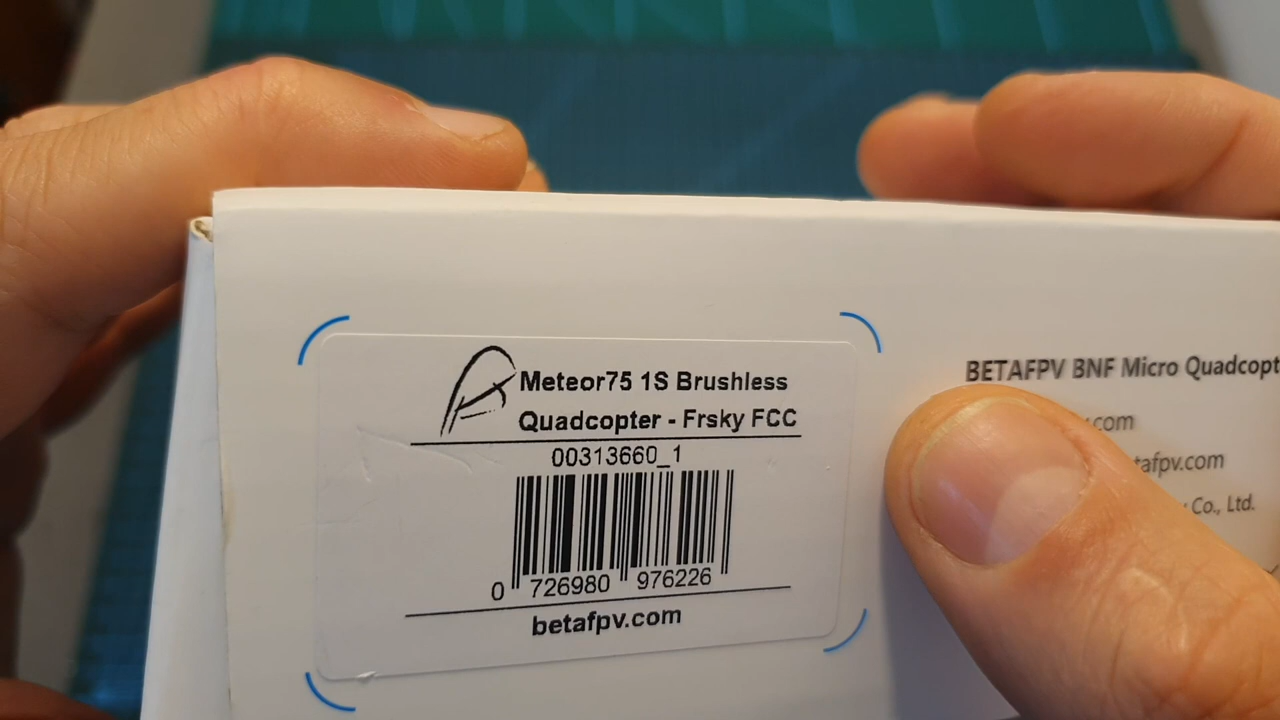 Meteor75 1S Brushless
Quadcopter - Frsky FCC
00313660_1
0 726980 976226
betafpv.com
BETAFPV BNF Micro
.com
tafpv.com
Co., Ltd.